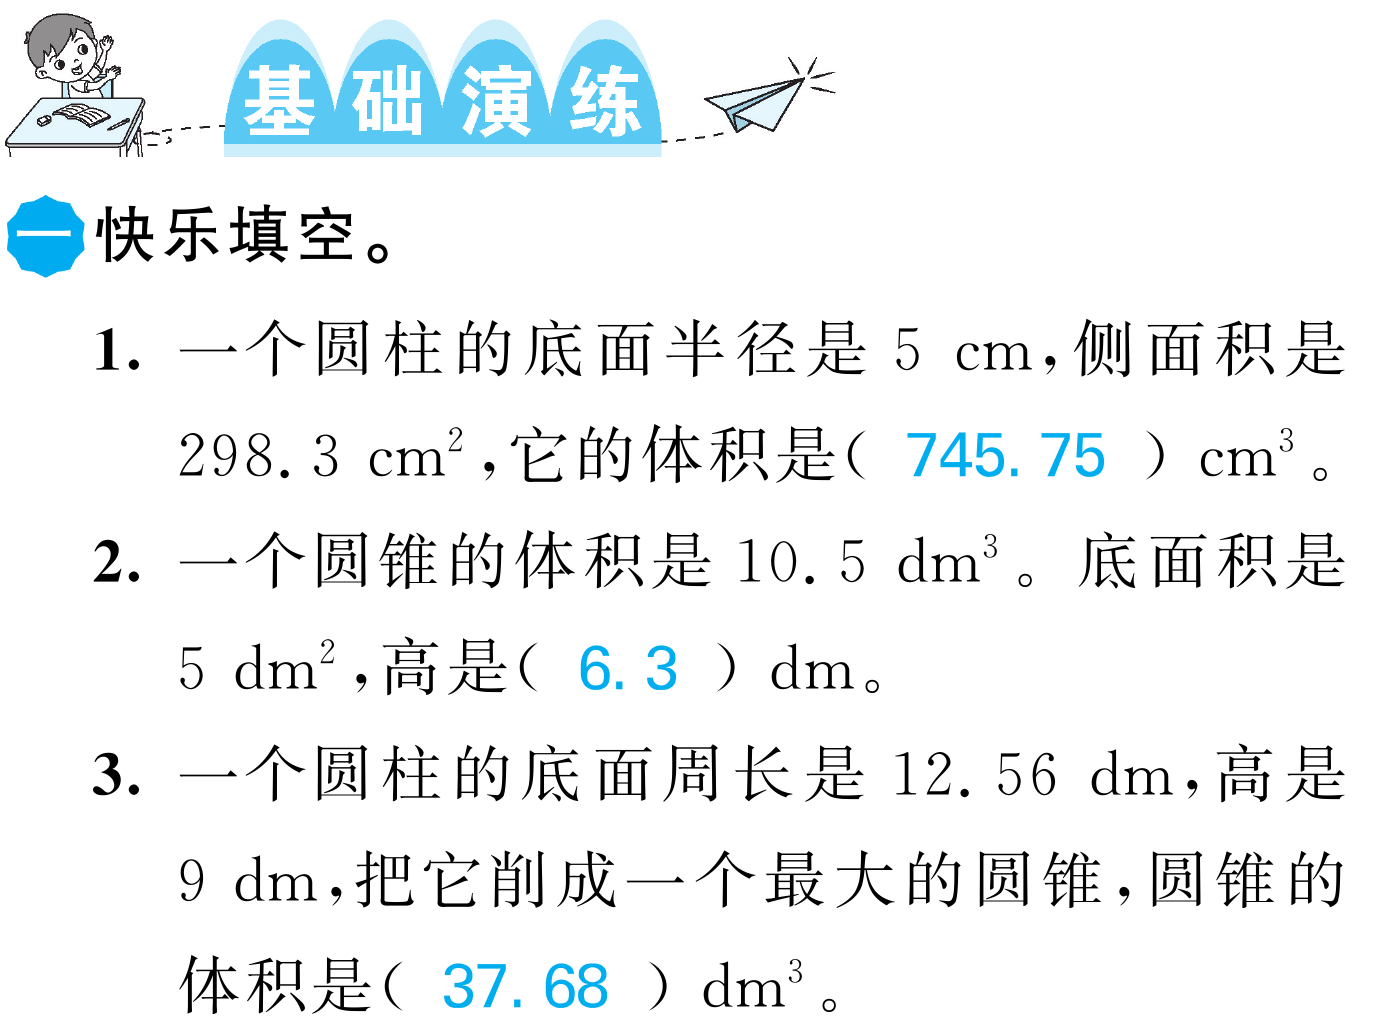 基础演练
一 快乐填空。
1. 一个圆柱的底面半径是 5 cm,侧面积是
298.3 cm²,它的体积是( 745.75 )cm³。
2. 一个圆锥的体积是 10.5 dm³。底面积是
5 dm²,高是( 6.3 )dm。
3. 一个圆柱的底面周长是 12.56 dm,高是
9 dm,把它削成一个最大的圆锥,圆锥的
体积是( 37.68 )dm³。